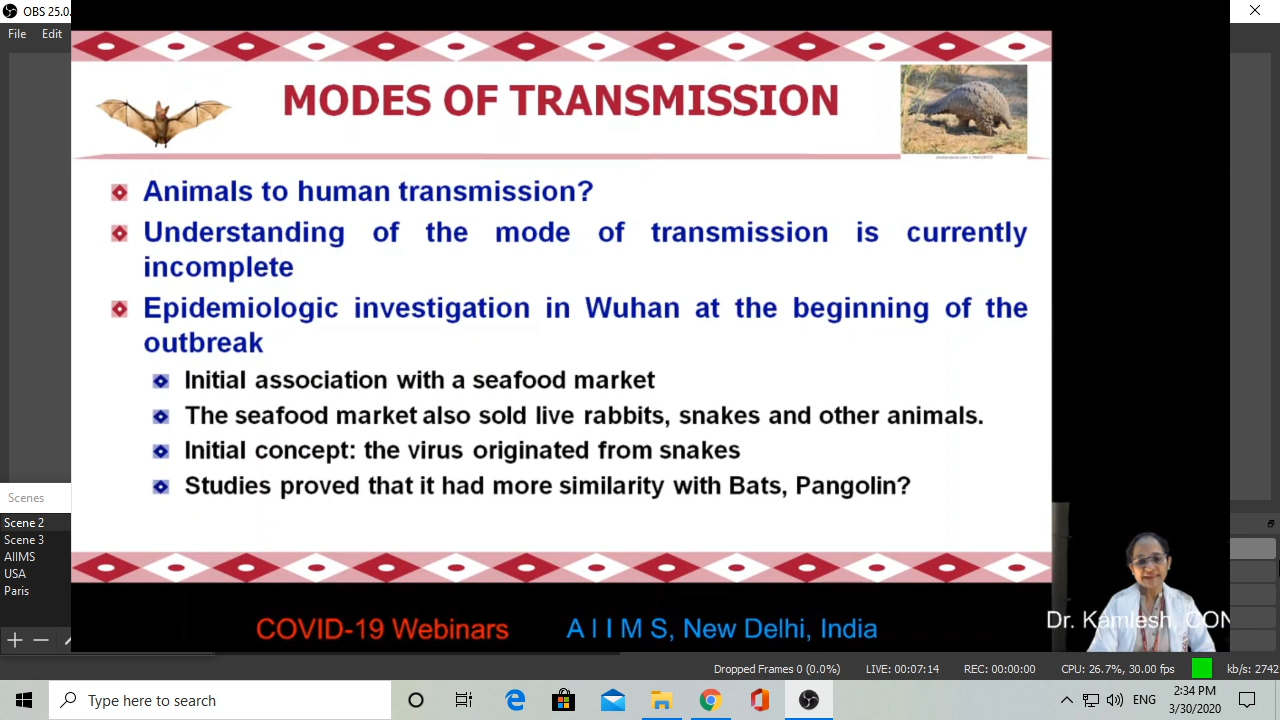 OBS 25.0.
File Edit
MODES OF TRANSMISSION
Animals to human transmission?
Understanding of the mode of transmission is currently
incomplete
Epidemiologic investigation in Wuhan at the beginning of the
outbreak
Initial association with a seafood market
The seafood market also sold live rabbits, snakes and other animals.
Initial concept: the virus originated from snakes
Studies proved that it had more similarity with Bats, Pangolin?
Scenes
Scene 2
Scene 3
AIIMS
USA
Paris
COVID-19 Webinars
A I I M S, New Delhi, India
Dr. Kamlesh, CON
Dropped Frames 0 (0.0%)
LIVE: 00:07:14
REC: 00:00:00
CPU: 26.7%, 30.00 fps
kb/s: 2742
Type here to search
ENG
2:34 PM
3/30/2020